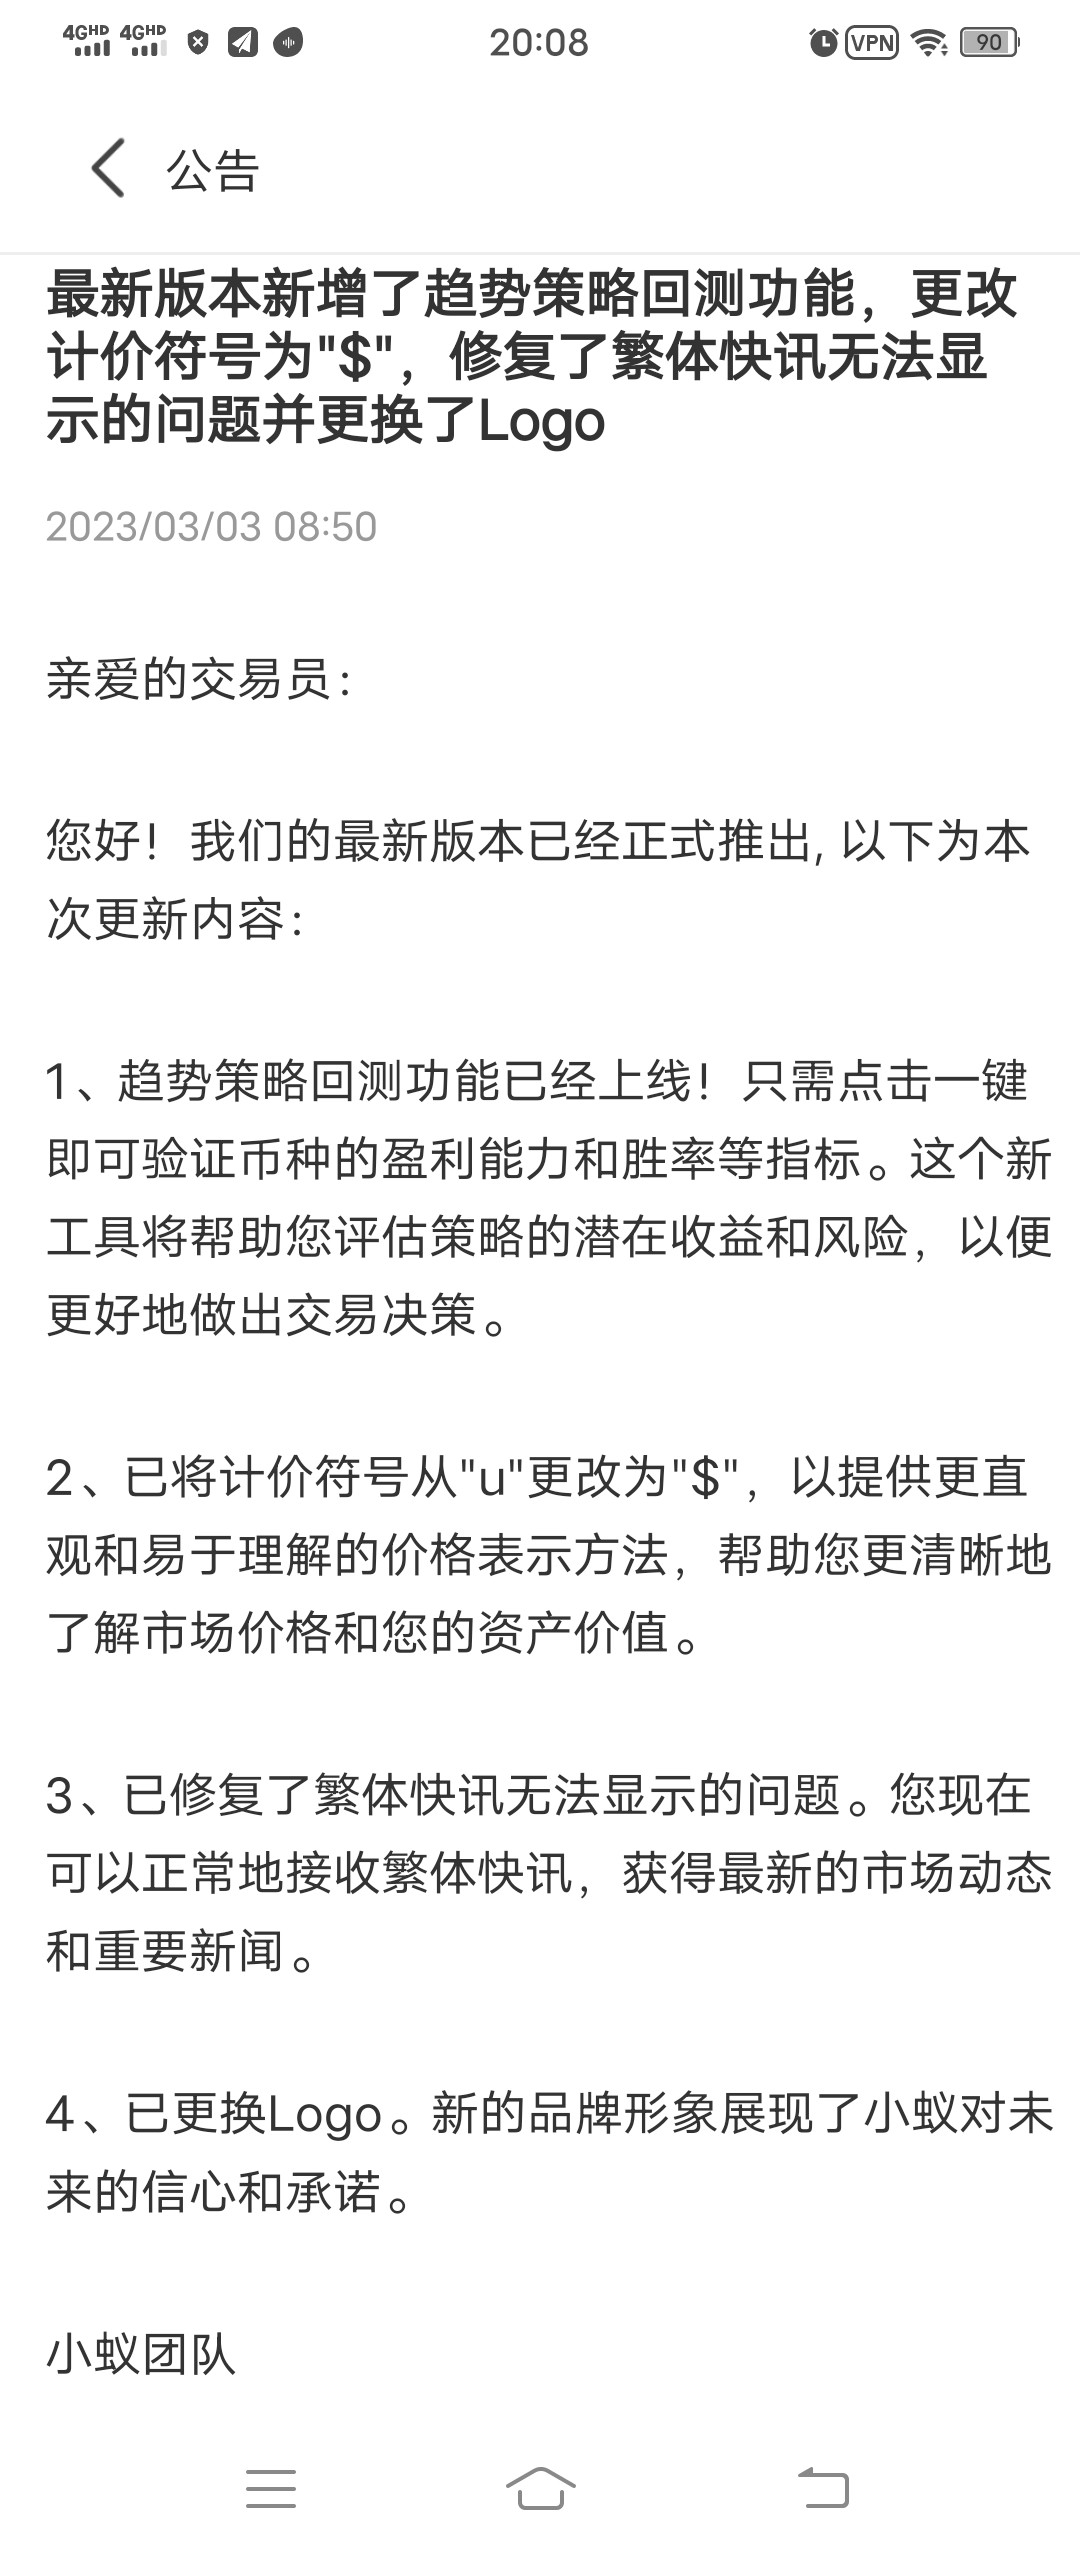 4GHD 4GHD 20:08 VPN 90
公告
最新版本新增了趋势策略回测功能，更改
计价符号为"$"，修复了繁体快讯无法显
示的问题并更换了Logo
2023/03/03 08:50
亲爱的交易员：
您好！我们的最新版本已经正式推出, 以下为本
次更新内容：
1、趋势策略回测功能已经上线！只需点击一键
即可验证币种的盈利能力和胜率等指标。这个新
工具将帮助您评估策略的潜在收益和风险，以便
更好地做出交易决策。
2、已将计价符号从"u"更改为"$"，以提供更直
观和易于理解的价格表示方法，帮助您更清晰地
了解市场价格和您的资产价值。
3、已修复了繁体快讯无法显示的问题。您现在
可以正常地接收繁体快讯，获得最新的市场动态
和重要新闻。
4、已更换Logo。新的品牌形象展现了小蚁对未
来的信心和承诺。
小蚁团队